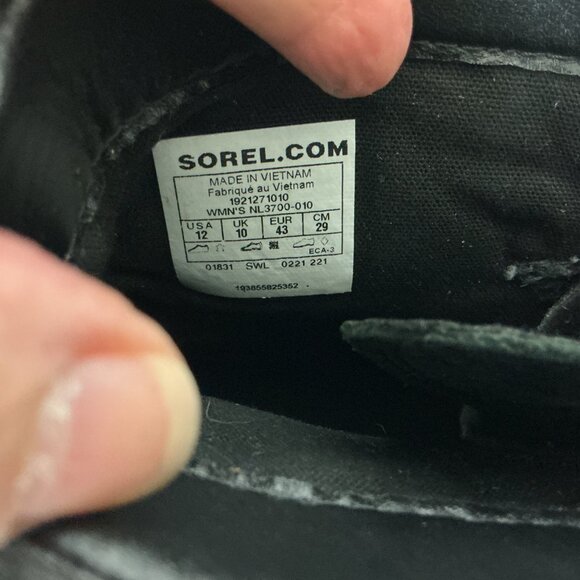 SOREL.COM
MADE IN VIETNAM
Fabriqué au Vietnam
1921271010
WMN'S NL3700-010
USA UK EUR CM
12 10 43 29
ECA-3
01831 SWL 0221 221
193855825352